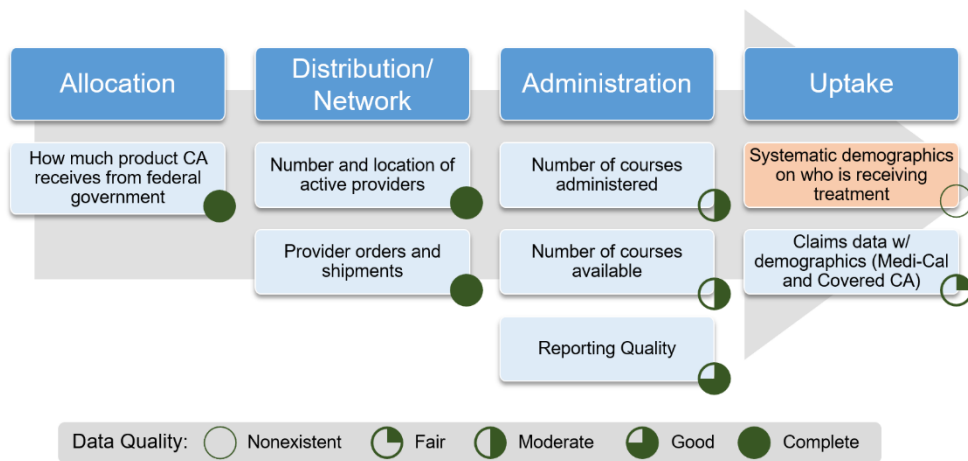 Allocation
Distribution/
Network
Administration
Uptake
How much product CA
receives from federal
government
Number and location of
active providers
Provider orders and
shipments
Number of courses
administered
Number of courses
available
Reporting Quality
Systematic demographics
on who is receiving
treatment
Claims data w/
demographics (Medi-Cal
and Covered CA)
Data Quality: Nonexistent Fair Moderate Good Complete